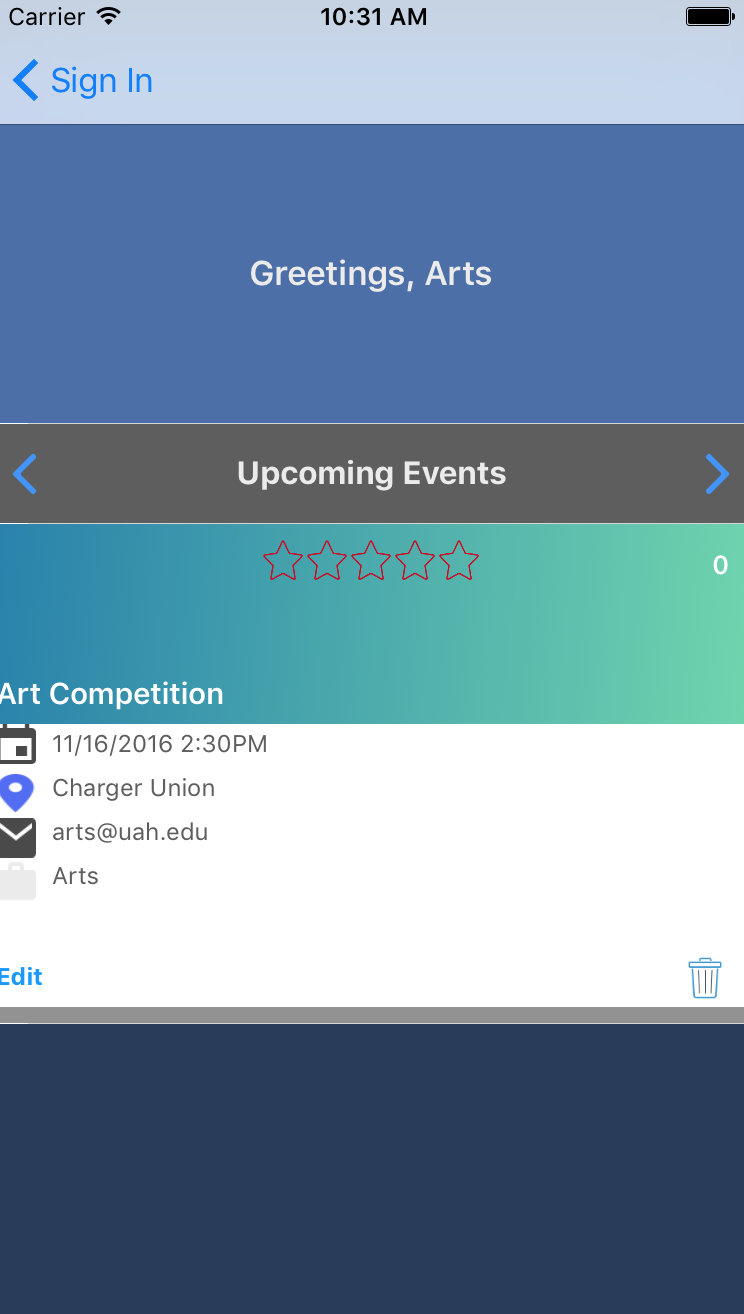 Carrier 10:31 AM
Sign In
Greetings, Arts
Upcoming Events
0
Art Competition
11/16/2016 2:30PM
Charger Union
arts@uah.edu
Arts
Edit